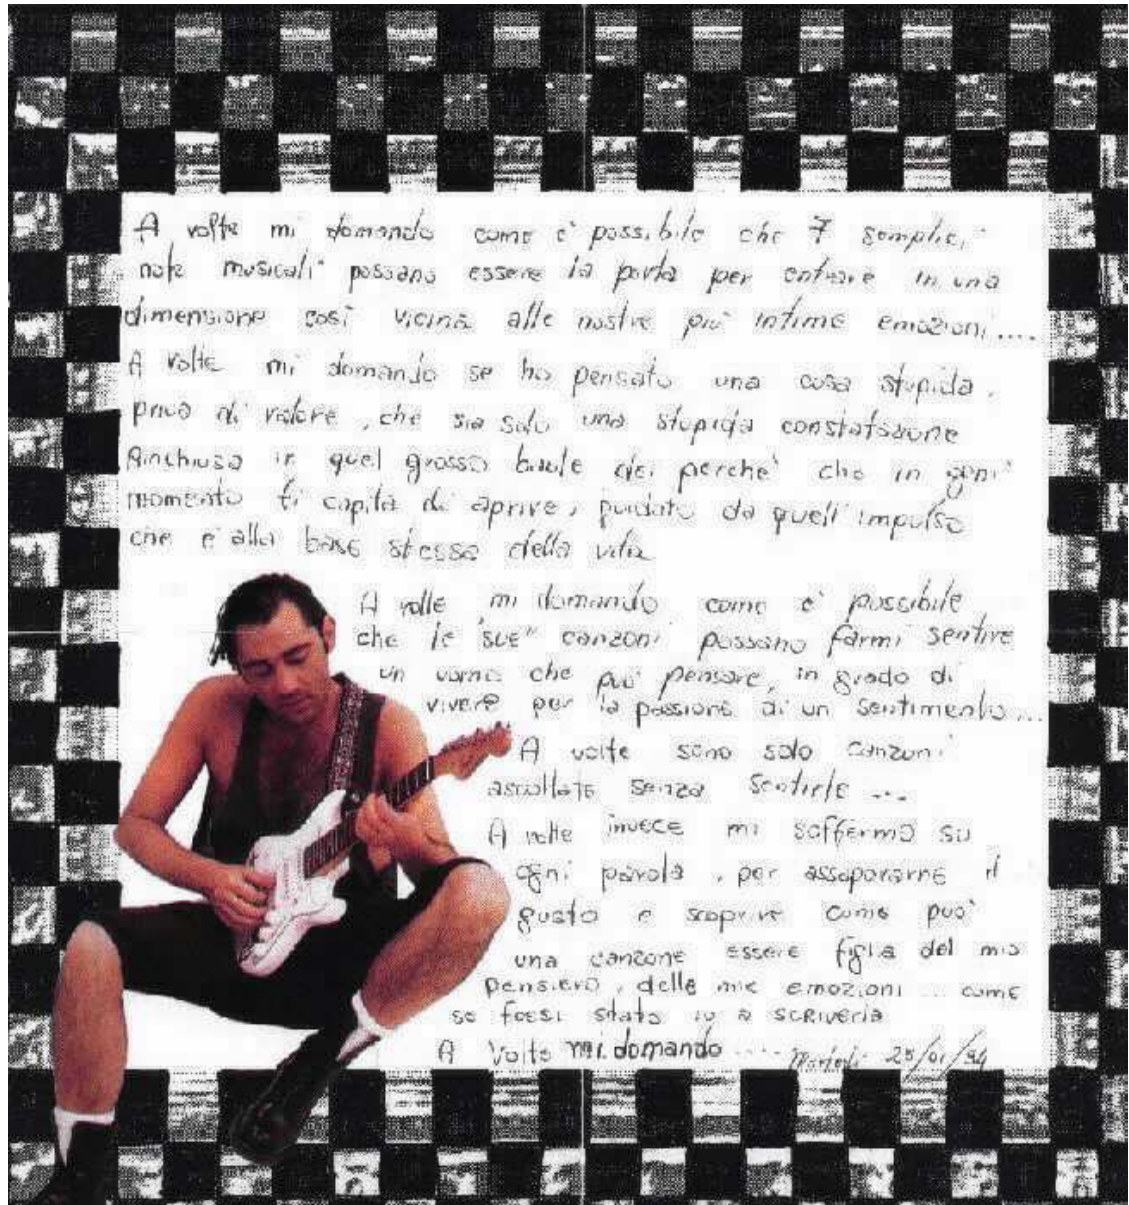 A volte mi domando come e' possibile che 7 semplici
note musicali possano essere la porta per entrare in una
dimensione così vicina alle nostre più intime emozioni....
A volte mi domando se ho pensato una cosa stupida,
priva di valore, che sia solo una stupida constatazione
Rinchiusa in quel grosso baule dei perche' che in ogni
momento ti capita di aprire, guidato da quell'impulso
che e' alla base stessa della vita
A volte mi domando come e' possibile
che le "sue" canzoni possano farmi sentire
un uomo che puo' pensare, in grado di
vivere per la passione di un sentimento...
A volte sono solo canzoni
ascoltate senza sentirle ...
A volte invece mi soffermo su
ogni parola, per assaporarne il
gusto e scoprire come puo'
una canzone essere figlia del mio
pensiero, delle mie emozioni .. come
se fossi stato io a scriverla
A Volte mi domando .... Martedi 25/01/94